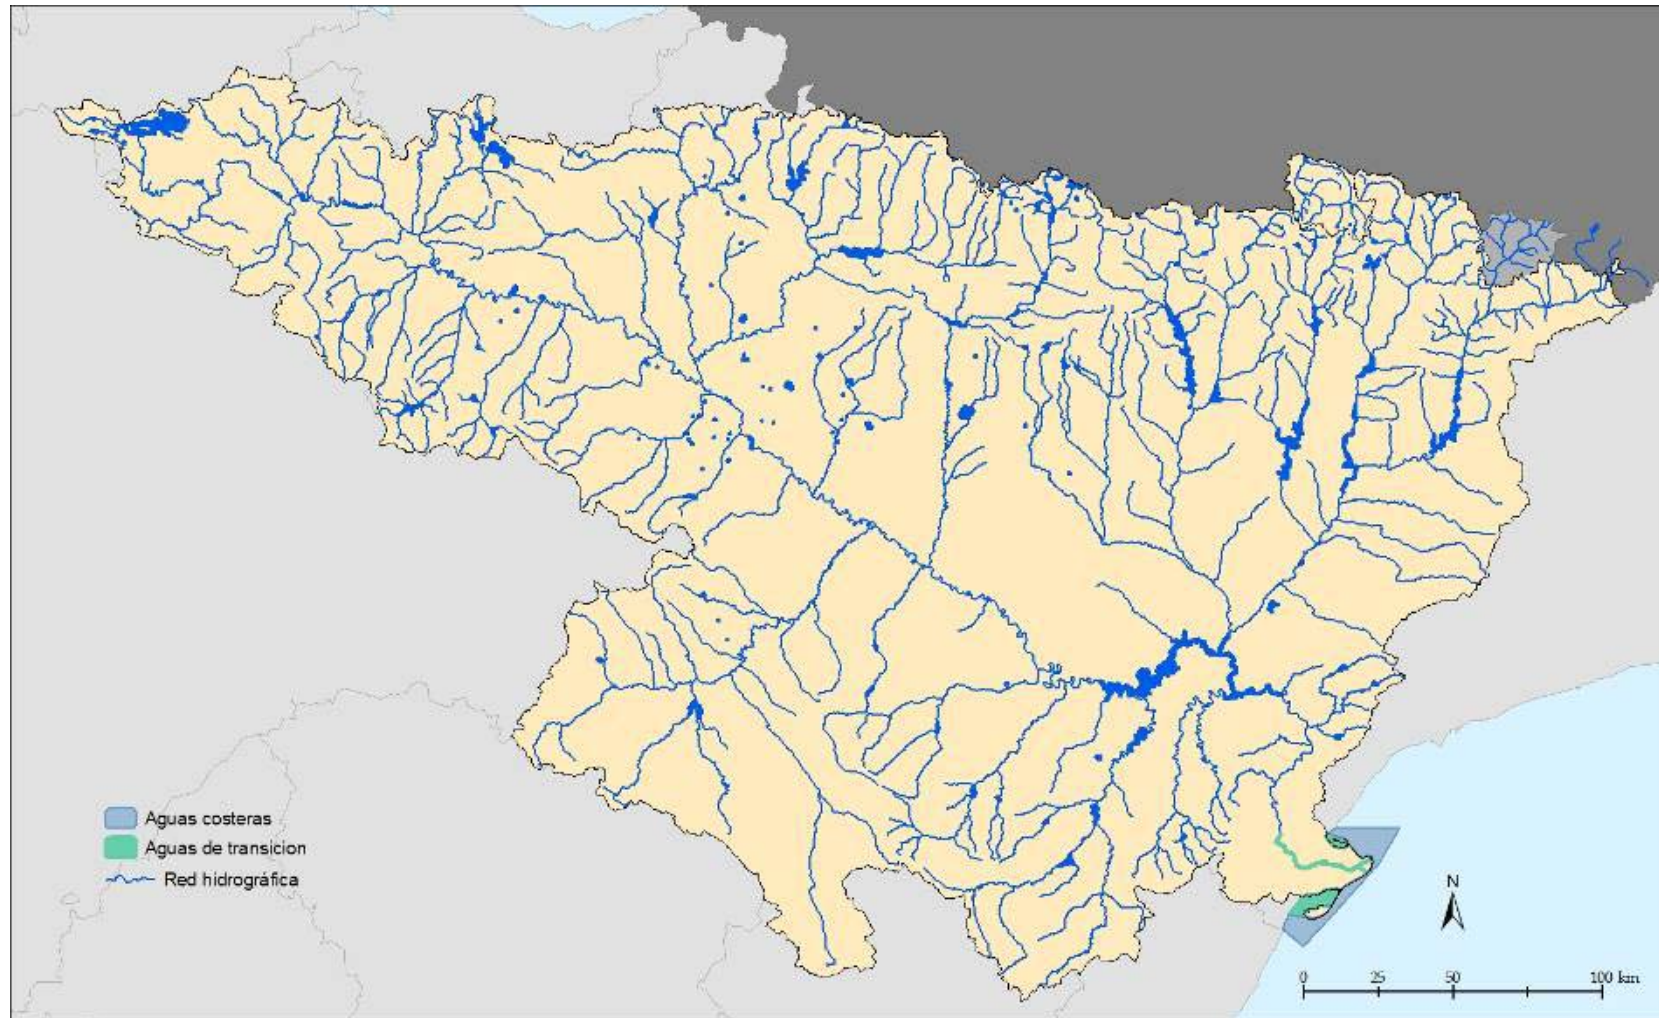 Aguas costeras
Aguas de transicion
Red hidrográfica
N
0 25 50 100 km